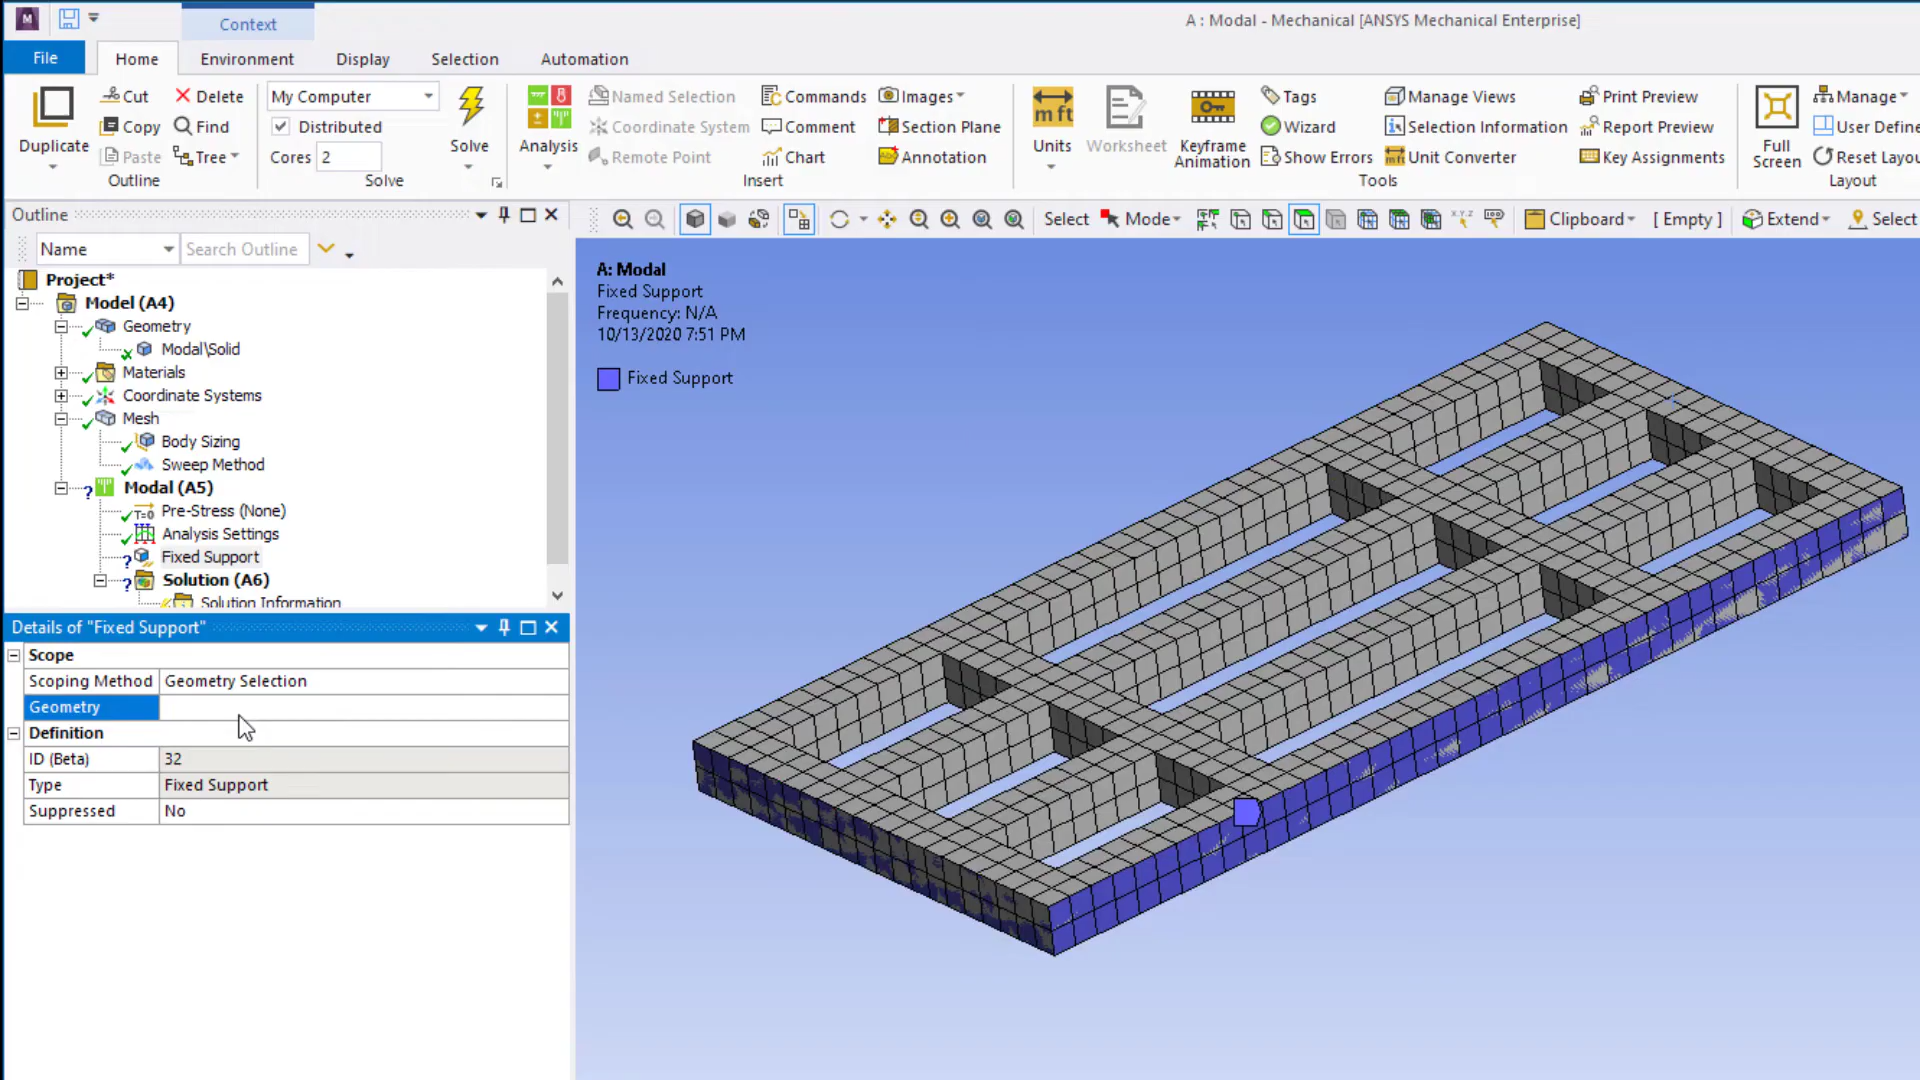 M
Context
A : Modal - Mechanical [ANSYS Mechanical Enterprise]
File
Home
Environment
Display
Selection
Automation
Duplicate
Cut
Copy
Paste
Delete
Find
Tree
Outline
My Computer
Distributed
Cores 2
Solve
Solve
Analysis
Named Selection
Coordinate System
Remote Point
Commands
Comment
Chart
Images
Section Plane
Annotation
Insert
mft
Units
Worksheet
Keyframe
Animation
Tags
Wizard
Show Errors
Manage Views
Selection Information
Unit Converter
Print Preview
Report Preview
Key Assignments
Tools
Full
Screen
Manage
User Define
Reset Layou
Layout
Outline
Name
Search Outline
Select
Mode
Clipboard
[ Empty ]
Extend
Select
Project*
Model (A4)
Geometry
Modal\Solid
Materials
Coordinate Systems
Mesh
Body Sizing
Sweep Method
Modal (A5)
Pre-Stress (None)
Analysis Settings
Fixed Support
Solution (A6)
Solution Information
A: Modal
Fixed Support
Frequency: N/A
10/13/2020 7:51 PM
Fixed Support
Details of "Fixed Support"
Scope
Scoping Method Geometry Selection
Geometry
Definition
ID (Beta) 32
Type Fixed Support
Suppressed No